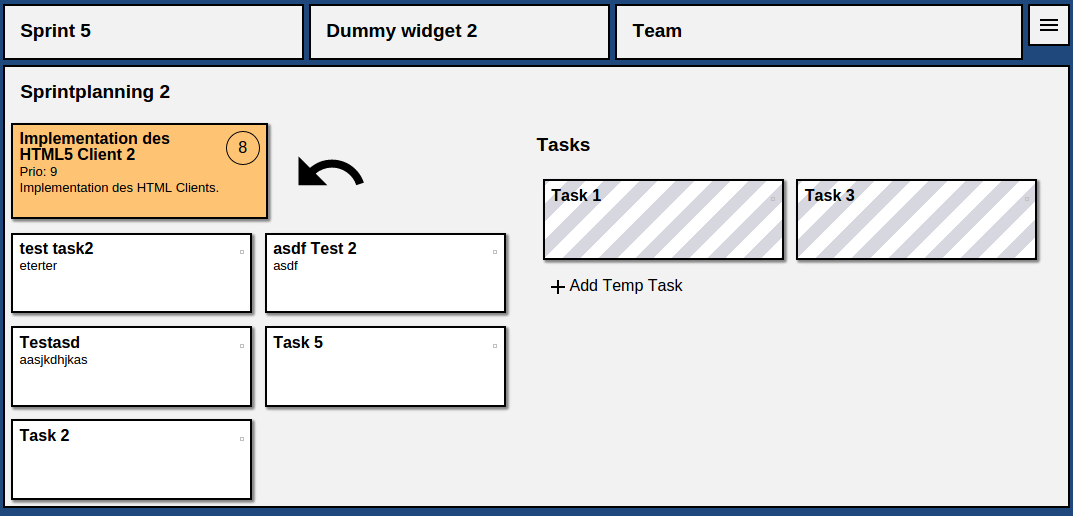 Sprint 5
Dummy widget 2
Team
Sprintplanning 2
Implementation des
HTML5 Client 2
8
Prio: 9
Implementation des HTML Clients.
test task2
eterter
asdf Test 2
asdf
Testasd
aasjkdhjkas
Task 5
Task 2
Tasks
Task 1
Task 3
Add Temp Task